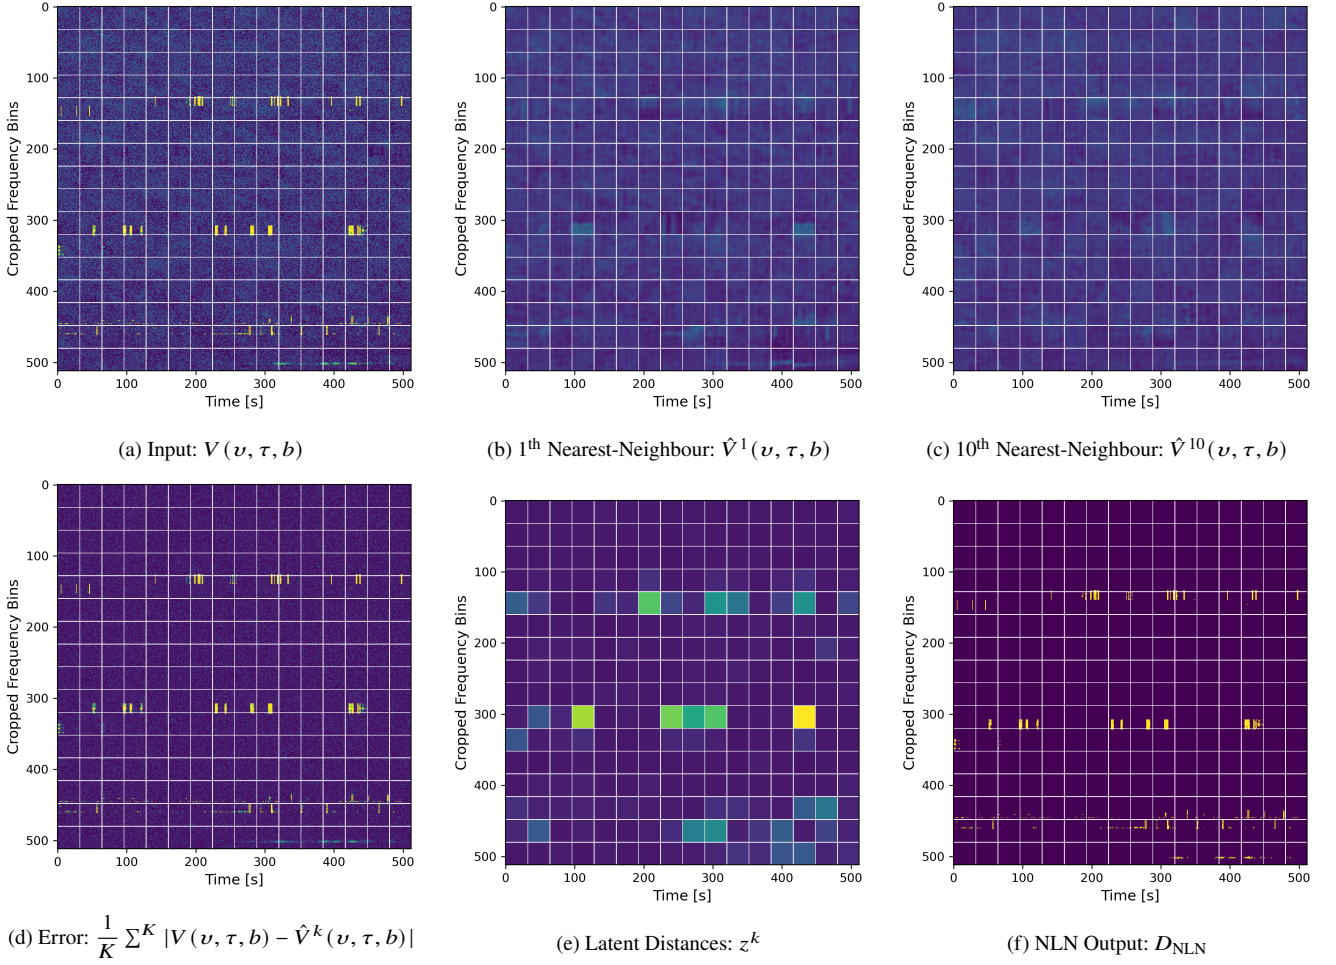 0
100
200
300
400
500
Cropped Frequency Bins
0 100 200 300 400 500
Time [s]
(a) Input: V(υ, τ, b)
0
100
200
300
400
500
Cropped Frequency Bins
0 100 200 300 400 500
Time [s]
(b) 1th Nearest-Neighbour: V̂1(υ, τ, b)
0
100
200
300
400
500
Cropped Frequency Bins
0 100 200 300 400 500
Time [s]
(c) 10th Nearest-Neighbour: V̂10(υ, τ, b)
0
100
200
300
400
500
Cropped Frequency Bins
0 100 200 300 400 500
Time [s]
(d) Error: 1/K ∑K |V(υ, τ, b) − V̂k(υ, τ, b)|
0
100
200
300
400
500
Cropped Frequency Bins
0 100 200 300 400 500
Time [s]
(e) Latent Distances: zk
0
100
200
300
400
500
Cropped Frequency Bins
0 100 200 300 400 500
Time [s]
(f) NLN Output: DNLN